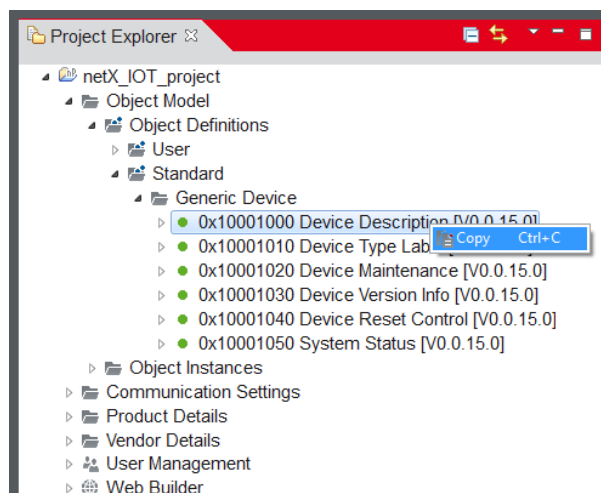 Project Explorer
netX_IOT_project
Object Model
Object Definitions
User
Standard
Generic Device
0x10001000 Device Description [V0.0.15.0]
Copy Ctrl+C
0x10001010 Device Type Lab
0x10001020 Device Maintenance [V0.0.15.0]
0x10001030 Device Version Info [V0.0.15.0]
0x10001040 Device Reset Control [V0.0.15.0]
0x10001050 System Status [V0.0.15.0]
Object Instances
Communication Settings
Product Details
Vendor Details
User Management
Web Builder